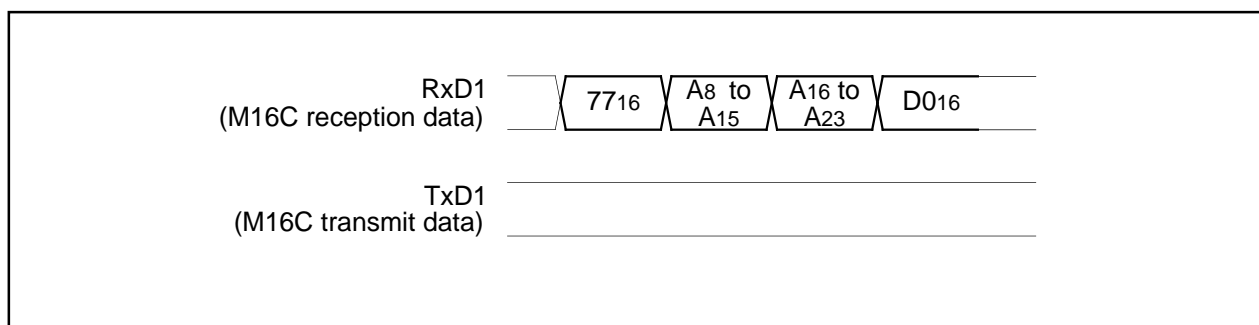 RxD1
(M16C reception data)
7716
A8 to
A15
A16 to
A23
D016
TxD1
(M16C transmit data)